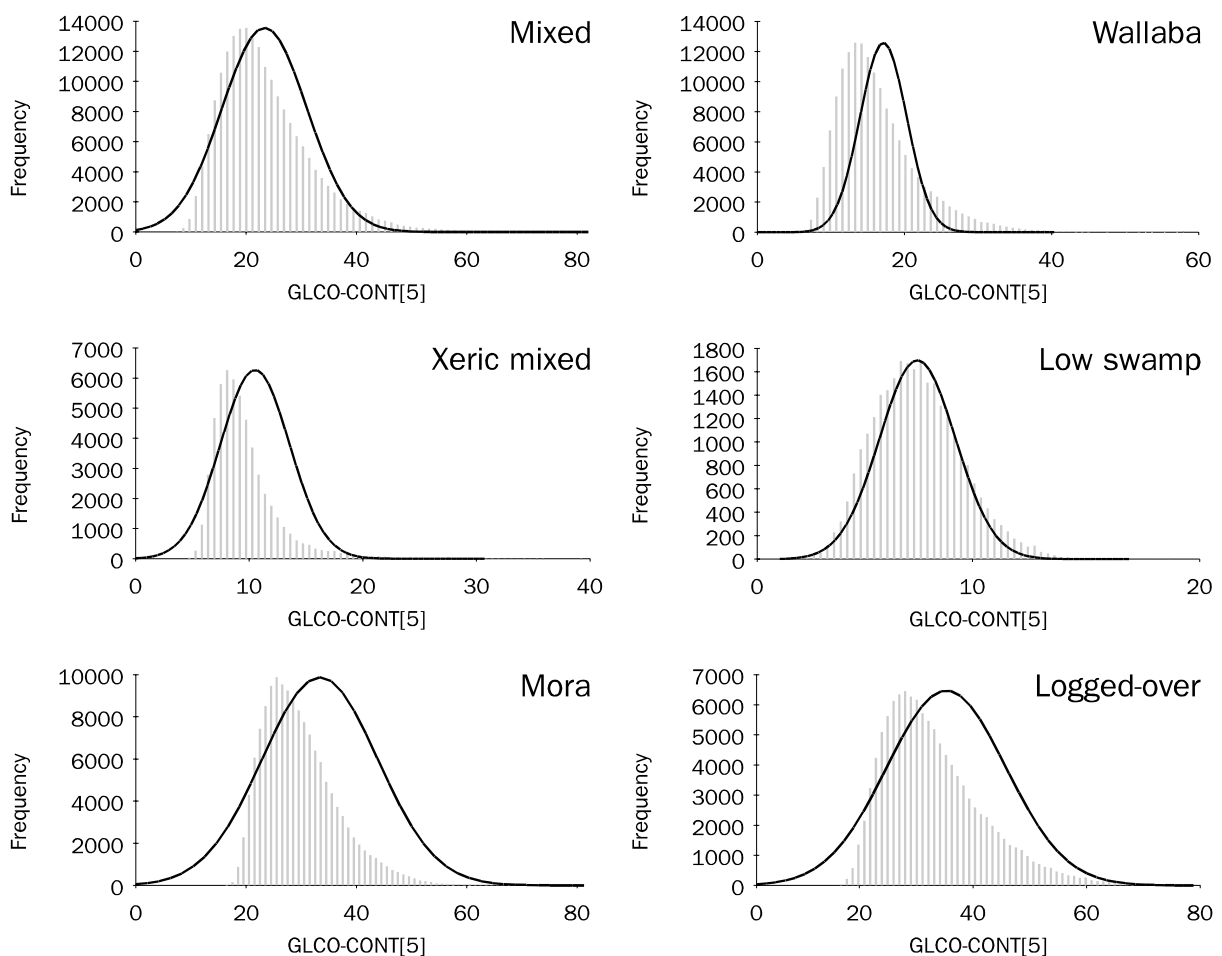 Mixed
14000
12000
10000
8000
6000
4000
2000
0
Frequency
0 20 40 60 80
GLCO-CONT[5]
Wallaba
14000
12000
10000
8000
6000
4000
2000
0
Frequency
0 20 40 60
GLCO-CONT[5]
Xeric mixed
7000
6000
5000
4000
3000
2000
1000
0
Frequency
0 10 20 30 40
GLCO-CONT[5]
Low swamp
1800
1600
1400
1200
1000
800
600
400
200
0
Frequency
0 10 20
GLCO-CONT[5]
Mora
10000
8000
6000
4000
2000
0
Frequency
0 20 40 60 80
GLCO-CONT[5]
Logged-over
7000
6000
5000
4000
3000
2000
1000
0
Frequency
0 20 40 60 80
GLCO-CONT[5]